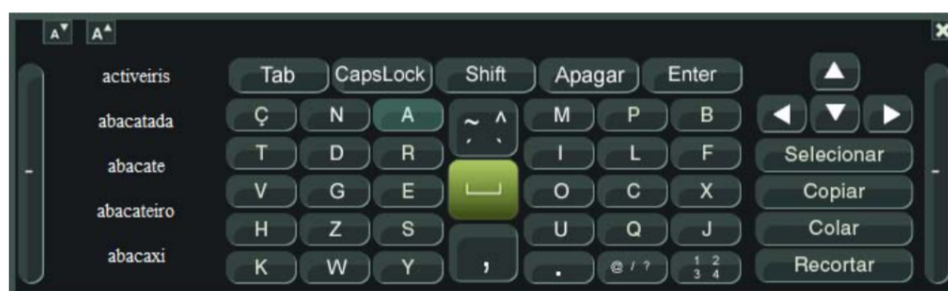 A▼ A▲ ×
activeiris Tab CapsLock Shift Apagar Enter
abacatada Ç N A ~ ^ ´ ` M P B
abacate T D R I L F Selecionar
- V G E O C X Copiar -
abacateiro H Z S U Q J Colar
abacaxi K W Y , . @ / ? 1 2 3 4 Recortar